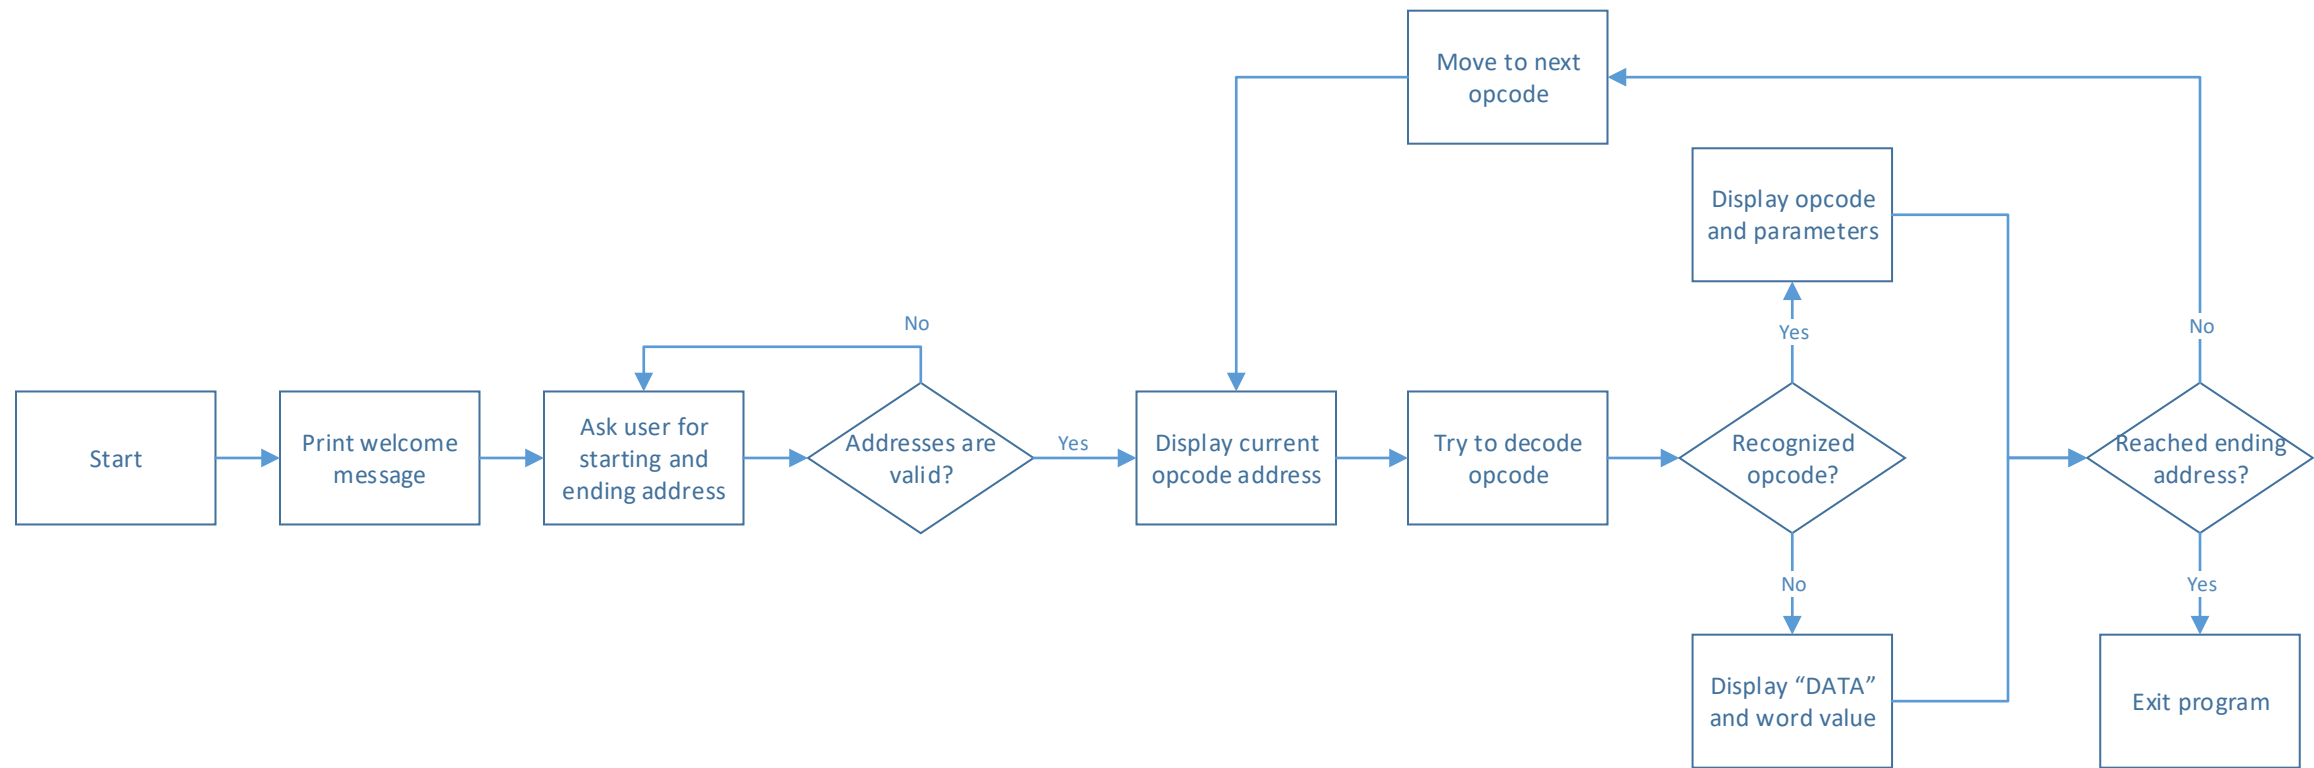 Move to next
opcode
Display opcode
and parameters
No
Yes
No
Start
Print welcome
message
Ask user for
starting and
ending address
Addresses are
valid?
Yes
Display current
opcode address
Try to decode
opcode
Recognized
opcode?
Reached ending
address?
No
Yes
Display “DATA”
and word value
Exit program